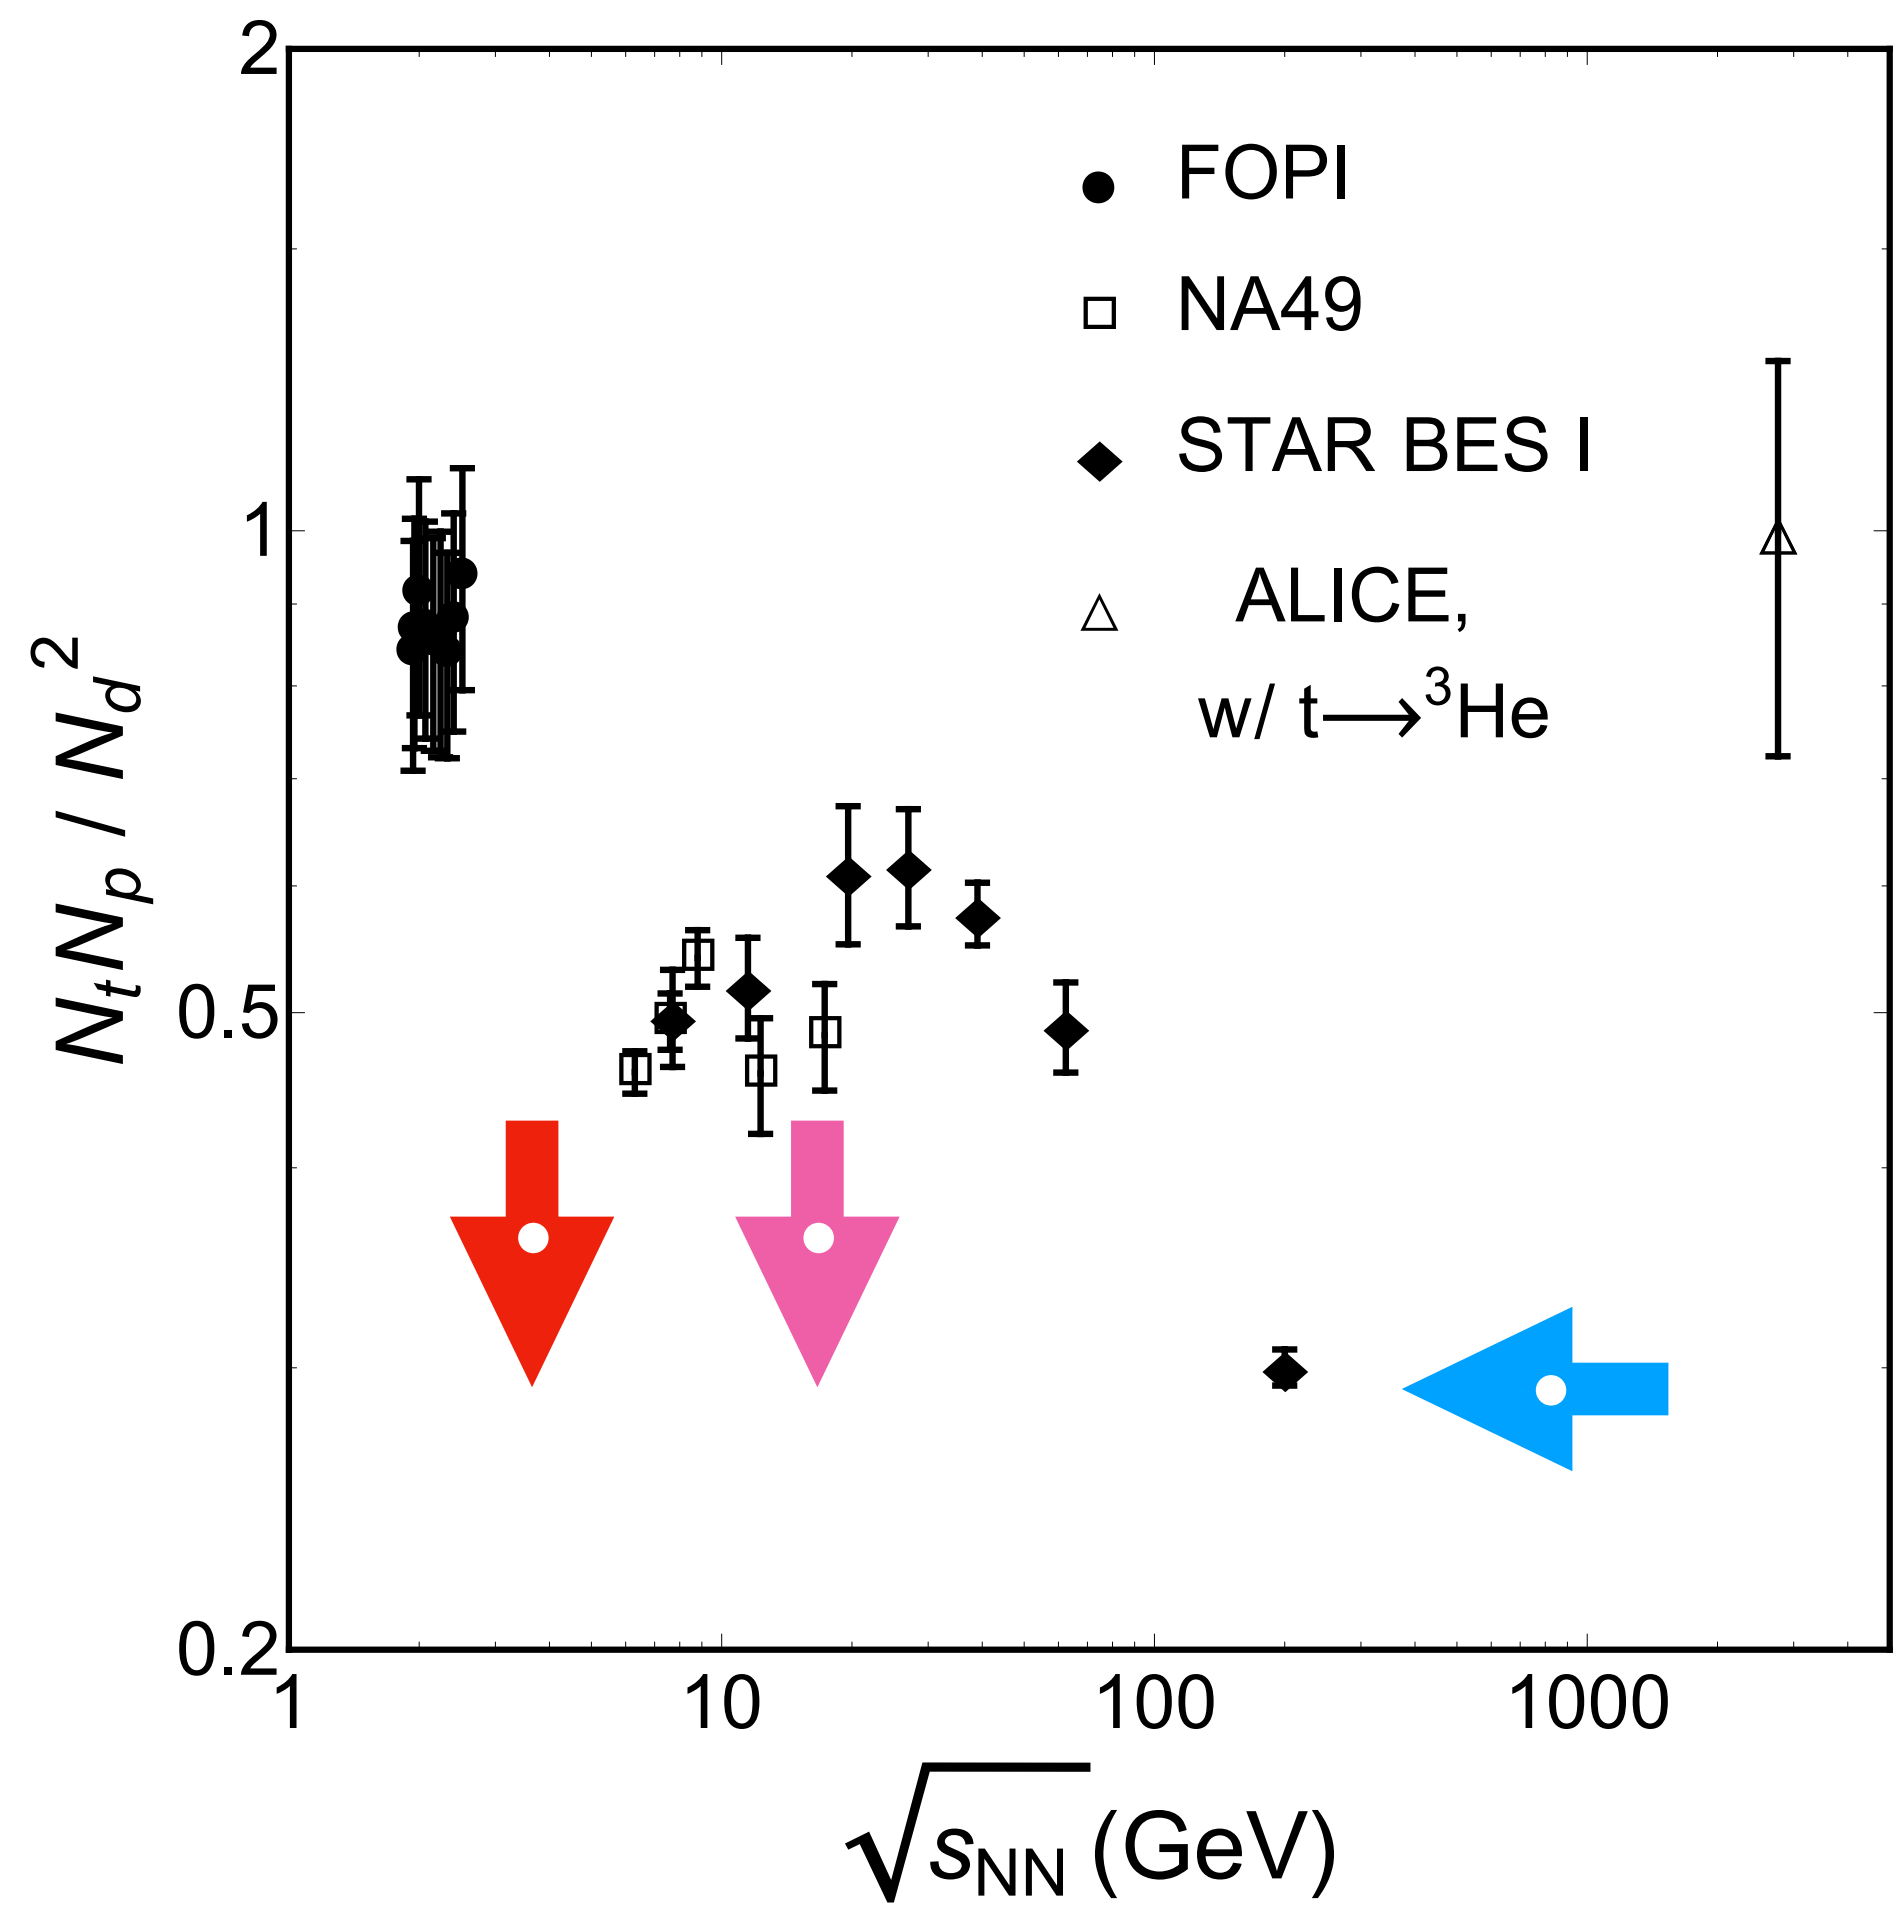 2
1
0.5
0.2
N_t N_p / N_d^2
FOPI
NA49
STAR BES I
ALICE,
w/ t⟶³He
1 10 100 1000
√s_NN (GeV)